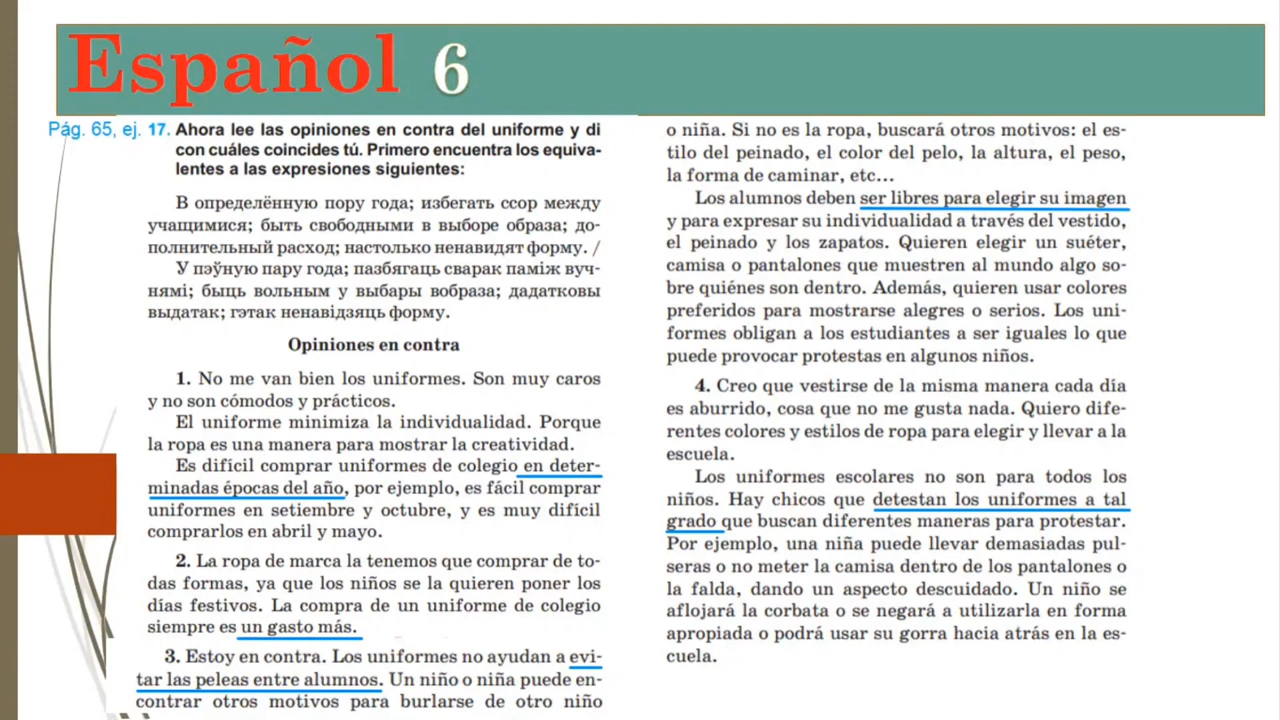 Español 6
Pág. 65, ej. 17. Ahora lee las opiniones en contra del uniforme y di
con cuáles coincides tú. Primero encuentra los equiva-
lentes a las expresiones siguientes:
В определённую пору года; избегать ссор между
учащимися; быть свободными в выборе образа; до-
полнительный расход; настолько ненавидят форму. /
У пэўную пару года; пазбягаць сварак паміж вуч-
нямі; быць вольным у выбары вобраза; дадатковы
выдатак; гэтак ненавідзяць форму.
Opiniones en contra
1. No me van bien los uniformes. Son muy caros
y no son cómodos y prácticos.
El uniforme minimiza la individualidad. Porque
la ropa es una manera para mostrar la creatividad.
Es difícil comprar uniformes de colegio en deter-
minadas épocas del año, por ejemplo, es fácil comprar
uniformes en setiembre y octubre, y es muy difícil
comprarlos en abril y mayo.
2. La ropa de marca la tenemos que comprar de to-
das formas, ya que los niños se la quieren poner los
días festivos. La compra de un uniforme de colegio
siempre es un gasto más.
3. Estoy en contra. Los uniformes no ayudan a evi-
tar las peleas entre alumnos. Un niño o niña puede en-
contrar otros motivos para burlarse de otro niño
o niña. Si no es la ropa, buscará otros motivos: el es-
tilo del peinado, el color del pelo, la altura, el peso,
la forma de caminar, etc...
Los alumnos deben ser libres para elegir su imagen
y para expresar su individualidad a través del vestido,
el peinado y los zapatos. Quieren elegir un suéter,
camisa o pantalones que muestren al mundo algo so-
bre quiénes son dentro. Además, quieren usar colores
preferidos para mostrarse alegres o serios. Los uni-
formes obligan a los estudiantes a ser iguales lo que
puede provocar protestas en algunos niños.
4. Creo que vestirse de la misma manera cada día
es aburrido, cosa que no me gusta nada. Quiero dife-
rentes colores y estilos de ropa para elegir y llevar a la
escuela.
Los uniformes escolares no son para todos los
niños. Hay chicos que detestan los uniformes a tal
grado que buscan diferentes maneras para protestar.
Por ejemplo, una niña puede llevar demasiadas pul-
seras o no meter la camisa dentro de los pantalones o
la falda, dando un aspecto descuidado. Un niño se
aflojará la corbata o se negará a utilizarla en forma
apropiada o podrá usar su gorra hacia atrás en la es-
cuela.